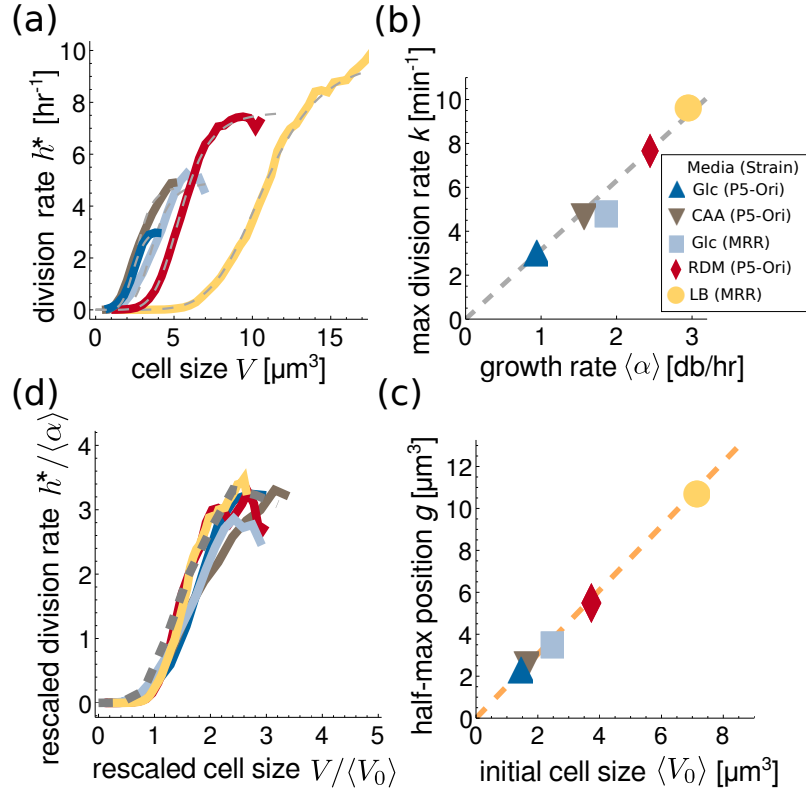 (a)
10
8
6
4
2
0
0 5 10 15
division rate h* [hr⁻¹]
cell size V [µm³]
(b)
10
8
6
4
2
0
0 1 2 3
max division rate k [min⁻¹]
growth rate ⟨α⟩ [db/hr]
Media (Strain)
Glc (P5-Ori)
CAA (P5-Ori)
Glc (MRR)
RDM (P5-Ori)
LB (MRR)
(d)
4
3
2
1
0
0 1 2 3 4 5
rescaled division rate h*/⟨α⟩
rescaled cell size V/⟨V₀⟩
(c)
12
10
8
6
4
2
0
0 2 4 6 8
half-max position g [µm³]
initial cell size ⟨V₀⟩ [µm³]